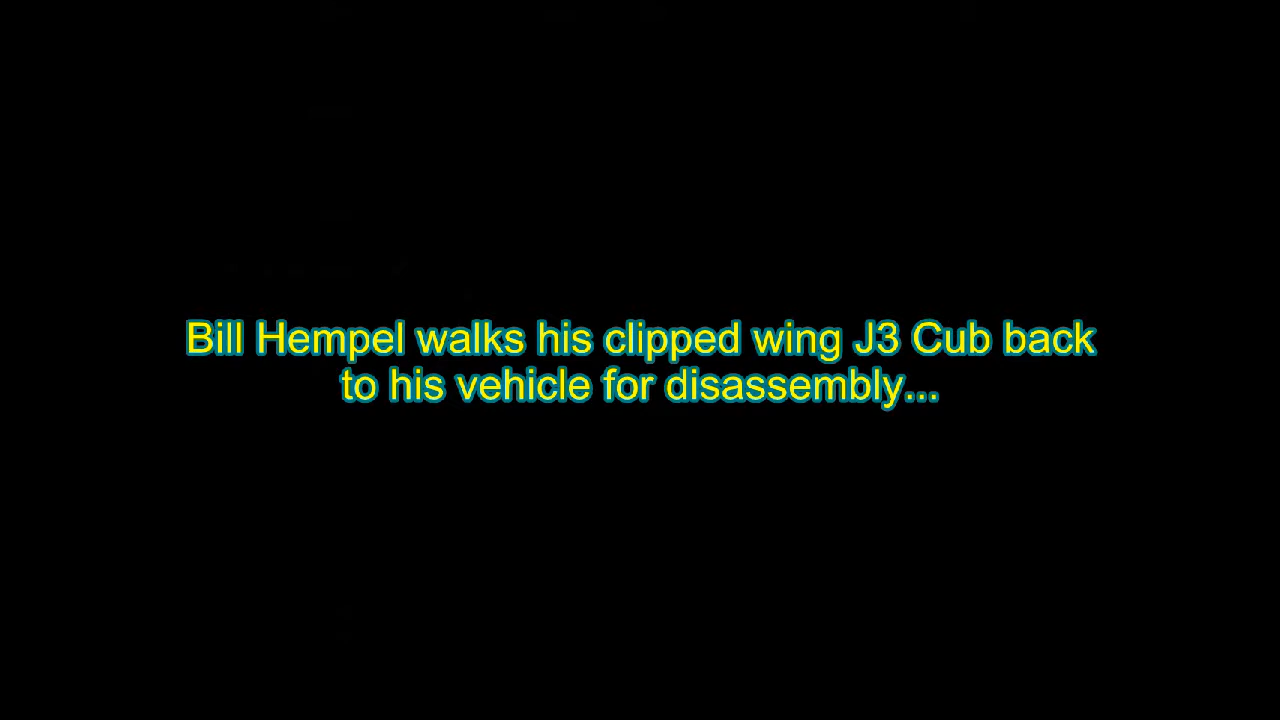 Bill Hempel walks his clipped wing J3 Cub back
to his vehicle for disassembly...